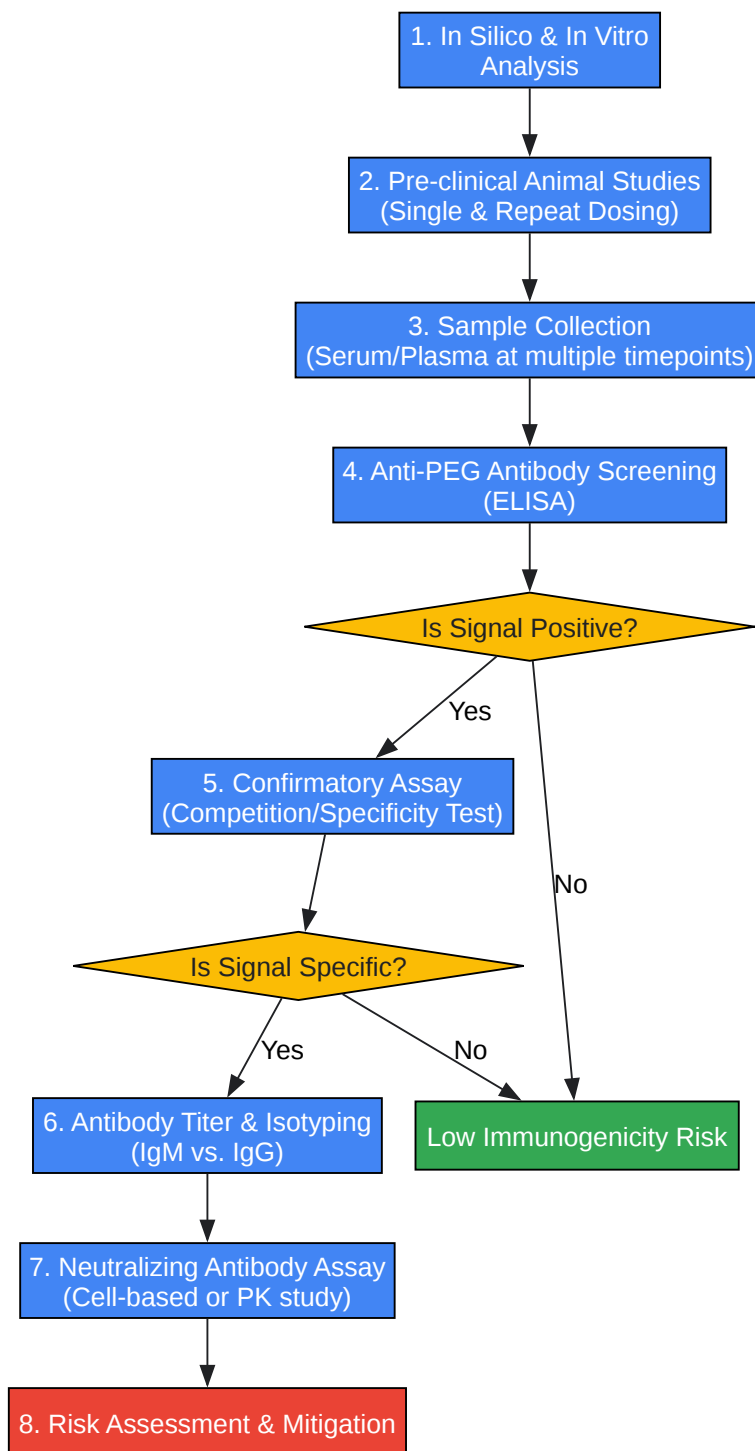 1. In Silico & In Vitro
Analysis
2. Pre-clinical Animal Studies
(Single & Repeat Dosing)
3. Sample Collection
(Serum/Plasma at multiple timepoints)
4. Anti-PEG Antibody Screening
(ELISA)
Is Signal Positive?
Yes
5. Confirmatory Assay
(Competition/Specificity Test)
No
Is Signal Specific?
Yes
No
6. Antibody Titer & Isotyping
(IgM vs. IgG)
Low Immunogenicity Risk
7. Neutralizing Antibody Assay
(Cell-based or PK study)
8. Risk Assessment & Mitigation